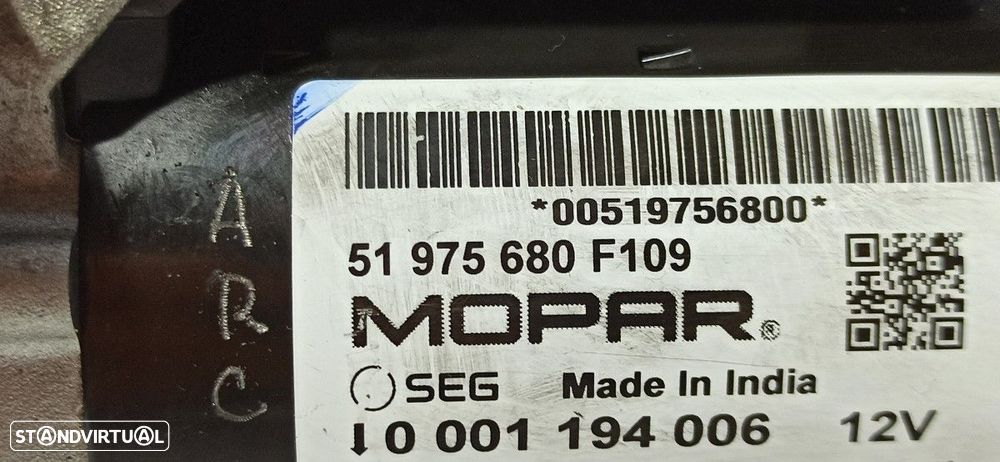 A
R
C
*00519756800*
51 975 680 F109
MOPAR®
SEG Made In India
0 001 194 006 12V
STANDVIRTUAL